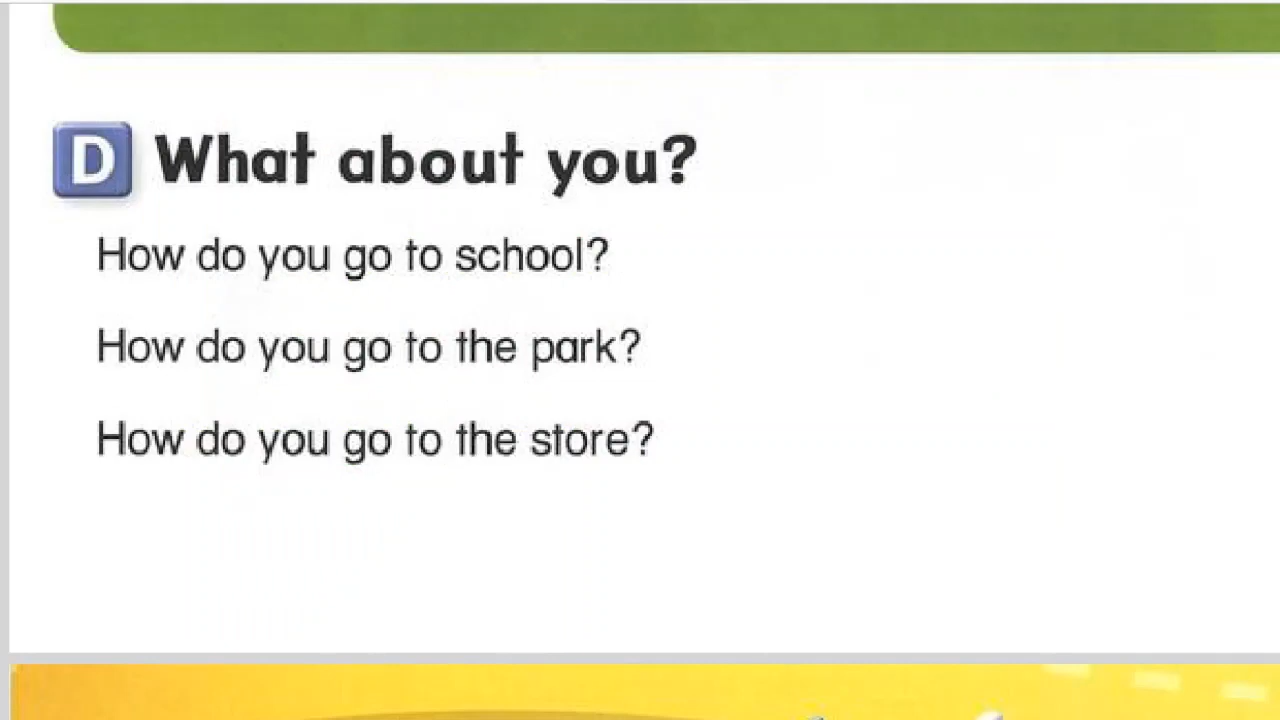 D What about you?
How do you go to school?
How do you go to the park?
How do you go to the store?